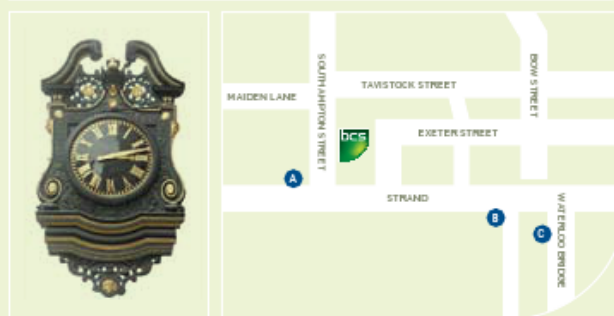 SOUTHAMPTON STREET
BOW STREET
TAVISTOCK STREET
MAIDEN LANE
EXETER STREET
bcs
A
STRAND
B
C
WATERLOO BRIDGE